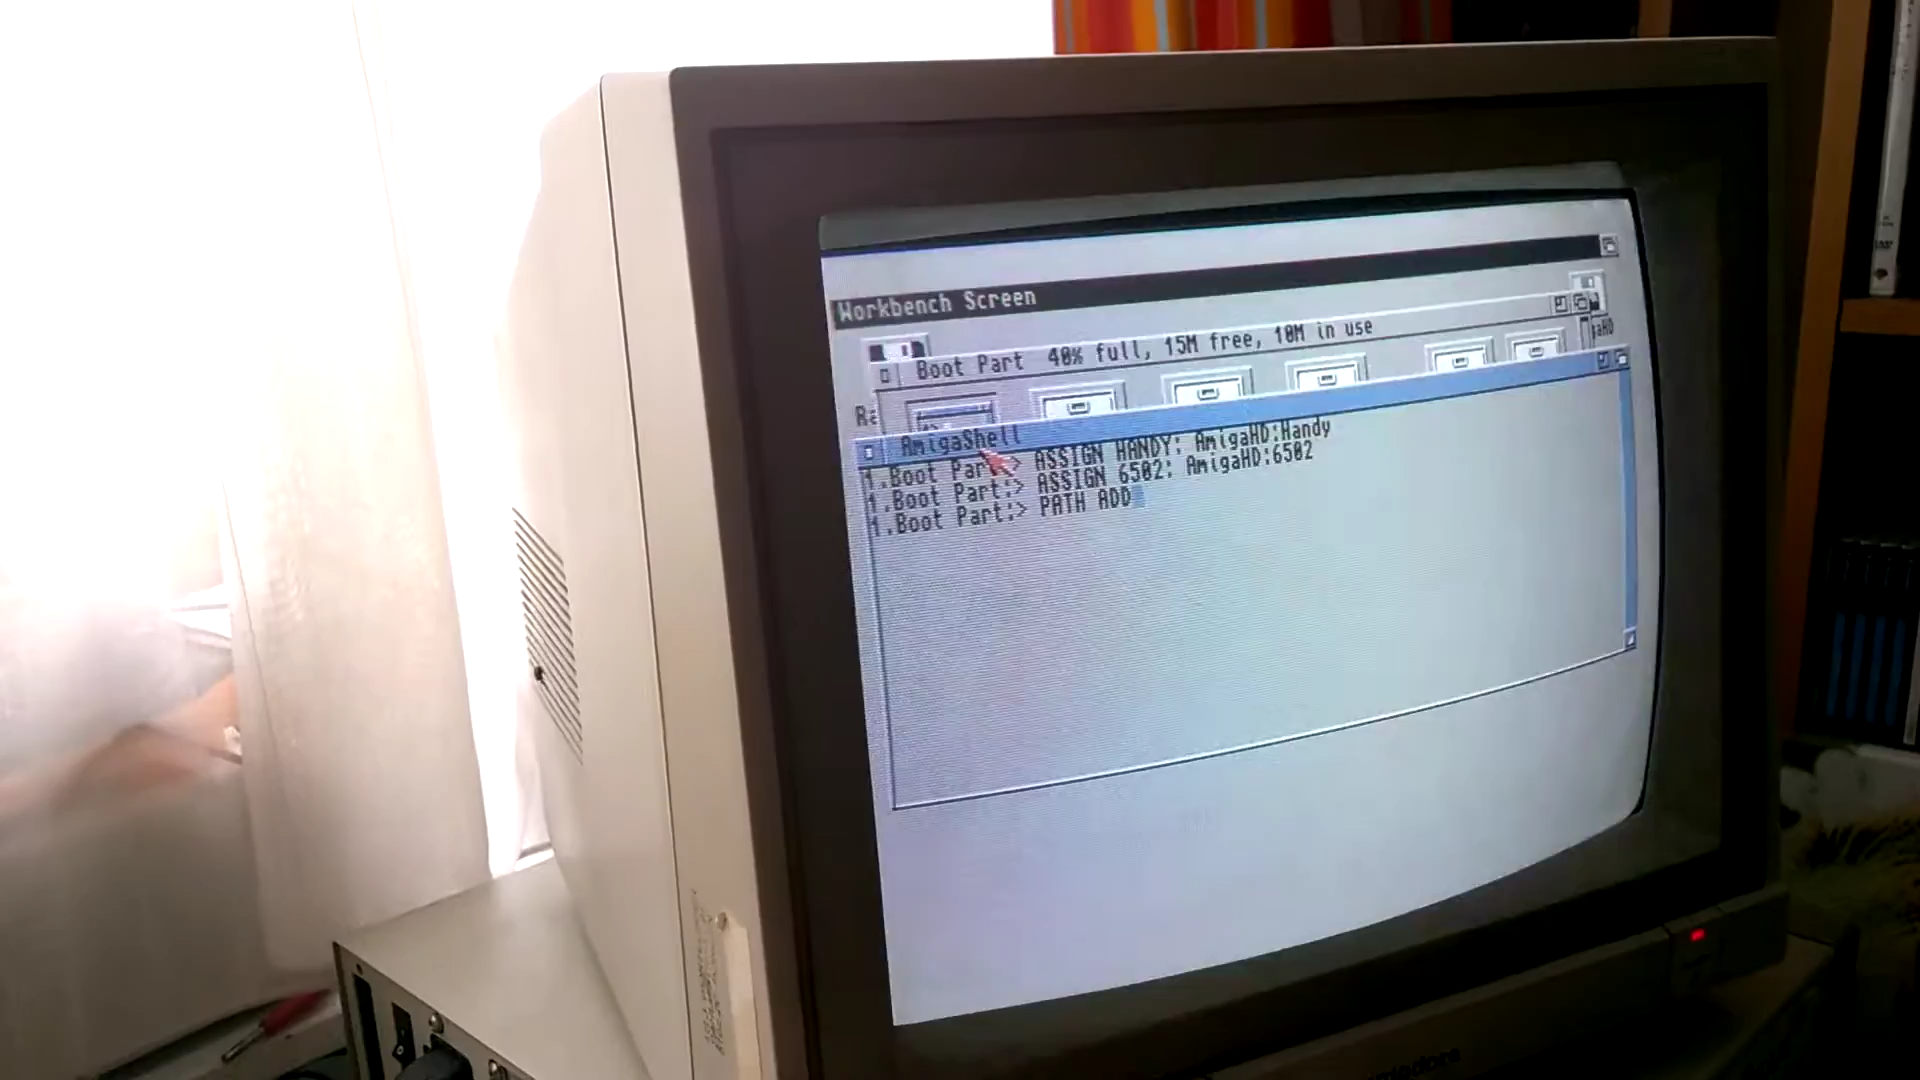 Workbench Screen
Boot Part 40% full, 15M free, 10M in use
AmigaShell
1.Boot Part:> ASSIGN HANDY: AmigaHD:Handy
1.Boot Part:> ASSIGN 6502: AmigaHD:6502
1.Boot Part:> PATH ADD